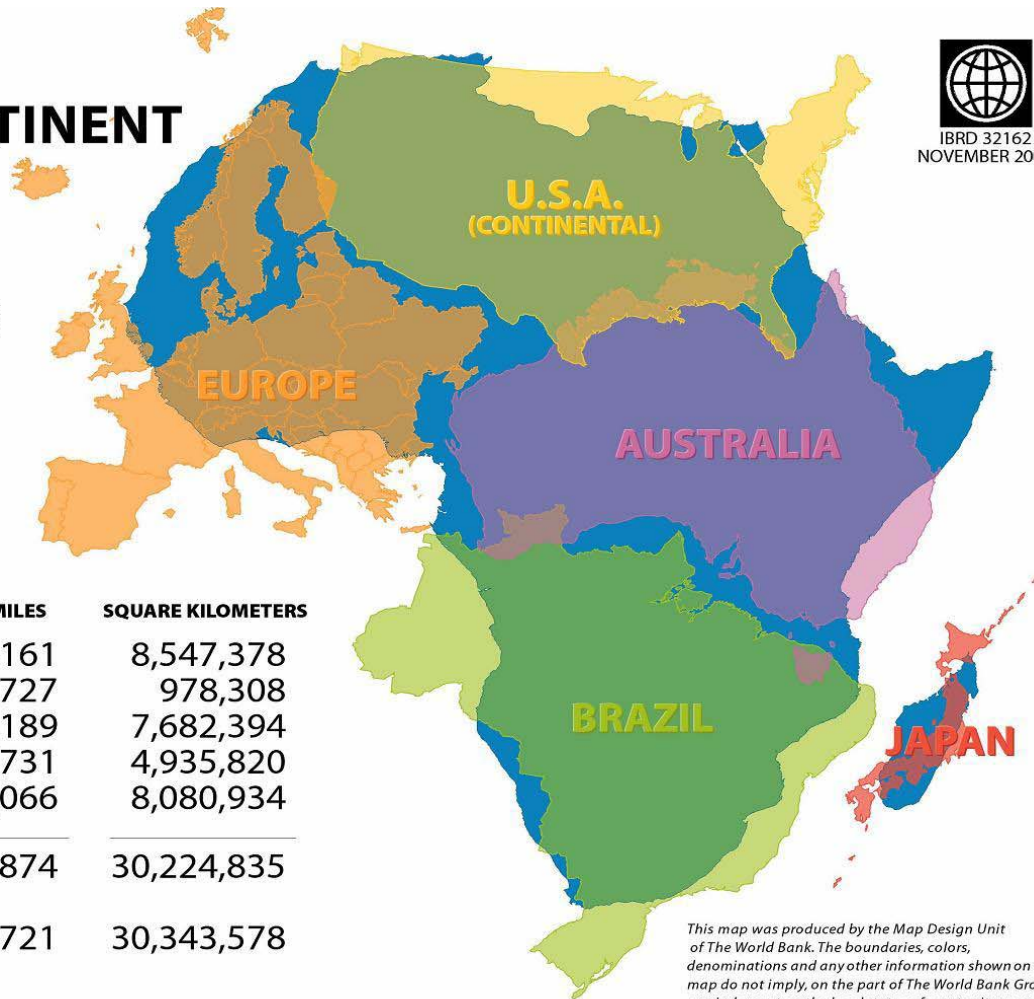 TINENT
IBRD 32162
NOVEMBER 20
U.S.A.
(CONTINENTAL)
EUROPE
AUSTRALIA
BRAZIL
JAPAN
MILES SQUARE KILOMETERS
161 8,547,378
727 978,308
189 7,682,394
731 4,935,820
066 8,080,934
874 30,224,835
721 30,343,578
This map was produced by the Map Design Unit
of The World Bank. The boundaries, colors,
denominations and any other information shown on
map do not imply, on the part of The World Bank Gro